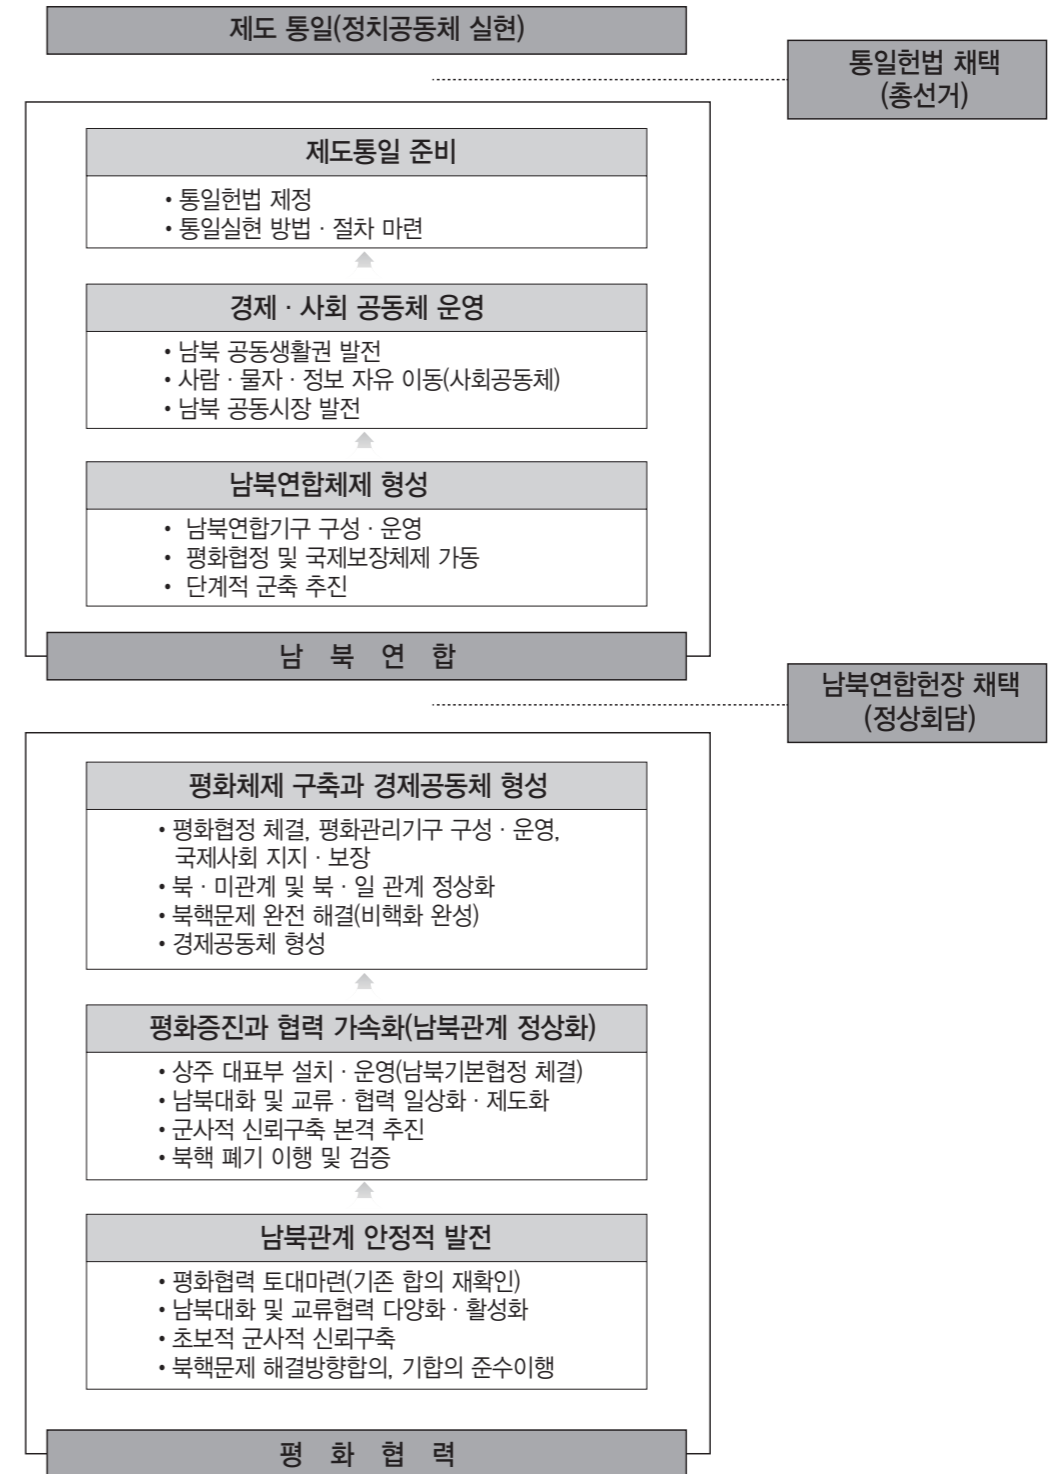 제도 통일(정치공동체 실현)
통일헌법 채택
(총선거)
제도통일 준비
• 통일헌법 제정
• 통일실현 방법 · 절차 마련
경제 · 사회 공동체 운영
• 남북 공동생활권 발전
• 사람 · 물자 · 정보 자유 이동(사회공동체)
• 남북 공동시장 발전
남북연합체제 형성
• 남북연합기구 구성 · 운영
• 평화협정 및 국제보장체제 가동
• 단계적 군축 추진
남 북 연 합
남북연합헌장 채택
(정상회담)
평화체제 구축과 경제공동체 형성
• 평화협정 체결, 평화관리기구 구성 · 운영,
국제사회 지지 · 보장
• 북 · 미관계 및 북 · 일 관계 정상화
• 북핵문제 완전 해결(비핵화 완성)
• 경제공동체 형성
평화증진과 협력 가속화(남북관계 정상화)
• 상주 대표부 설치 · 운영(남북기본협정 체결)
• 남북대화 및 교류 · 협력 일상화 · 제도화
• 군사적 신뢰구축 본격 추진
• 북핵 폐기 이행 및 검증
남북관계 안정적 발전
• 평화협력 토대마련(기존 합의 재확인)
• 남북대화 및 교류협력 다양화 · 활성화
• 초보적 군사적 신뢰구축
• 북핵문제 해결방향합의, 기합의 준수이행
평 화 협 력